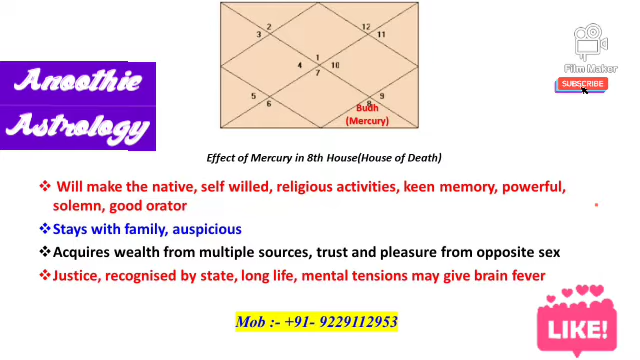 2
12
3
11
1
4
10
7
5
9
6
8
Budh
(Mercury)
Film Maker
SUBSCRIBE
Anoothie
Astrology
Effect of Mercury in 8th House(House of Death)
❖ Will make the native, self willed, religious activities, keen memory, powerful,
solemn, good orator
❖Stays with family, auspicious
❖Acquires wealth from multiple sources, trust and pleasure from opposite sex
❖Justice, recognised by state, long life, mental tensions may give brain fever
Mob :- +91- 9229112953
LIKE!